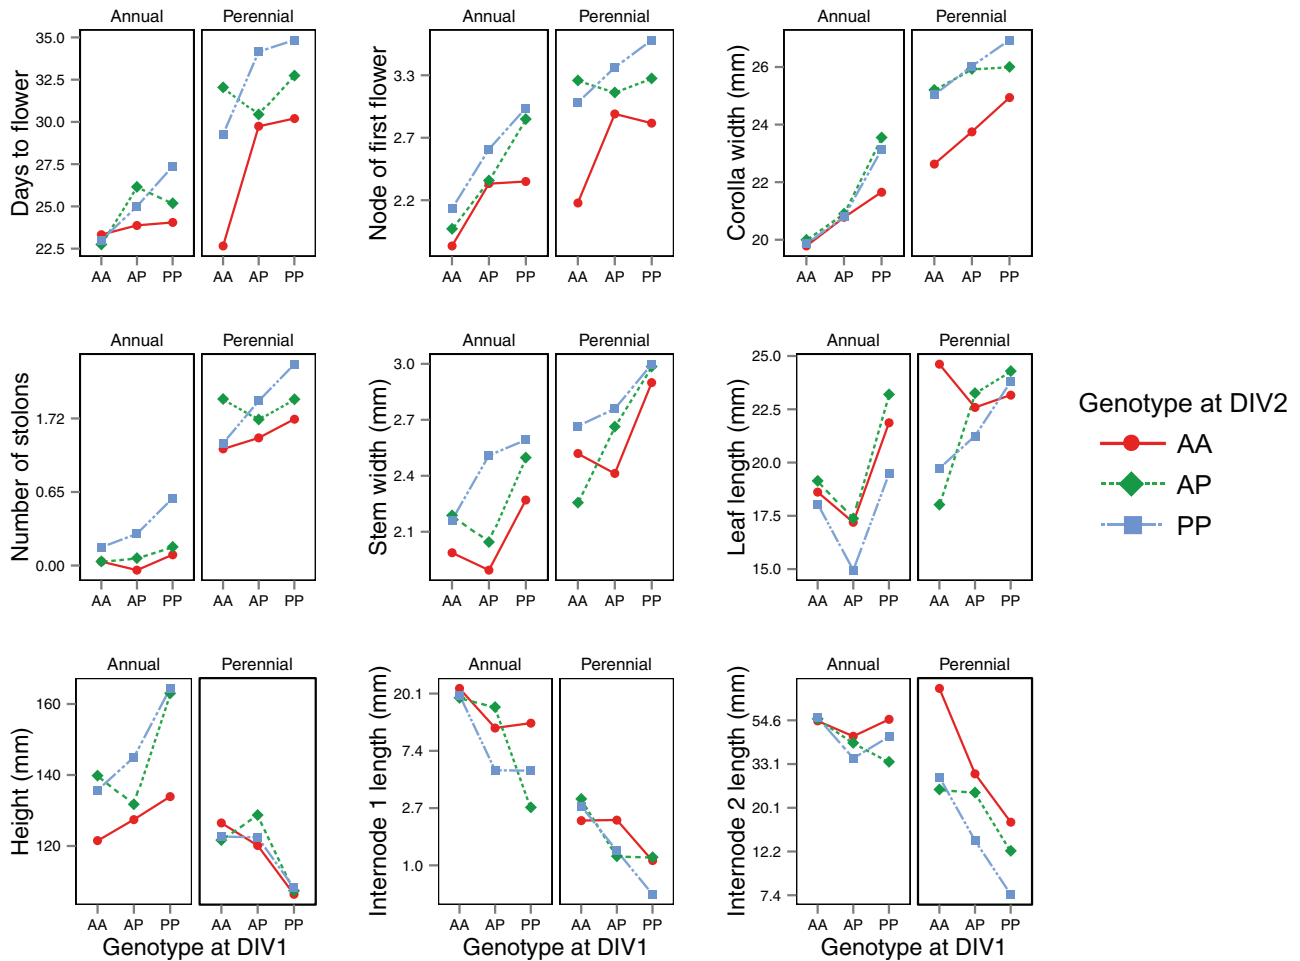 Annual Perennial
Days to flower
35.0
32.5
30.0
27.5
25.0
22.5
AA AP PP AA AP PP
Annual Perennial
Node of first flower
3.3
2.7
2.2
AA AP PP AA AP PP
Annual Perennial
Corolla width (mm)
26
24
22
20
AA AP PP AA AP PP
Annual Perennial
Number of stolons
1.72
0.65
0.00
AA AP PP AA AP PP
Annual Perennial
Stem width (mm)
3.0
2.7
2.4
2.1
AA AP PP AA AP PP
Annual Perennial
Leaf length (mm)
25.0
22.5
20.0
17.5
15.0
AA AP PP AA AP PP
Genotype at DIV2
AA
AP
PP
Annual Perennial
Height (mm)
160
140
120
AA AP PP AA AP PP
Genotype at DIV1
Annual Perennial
Internode 1 length (mm)
20.1
7.4
2.7
1.0
AA AP PP AA AP PP
Genotype at DIV1
Annual Perennial
Internode 2 length (mm)
54.6
33.1
20.1
12.2
7.4
AA AP PP AA AP PP
Genotype at DIV1